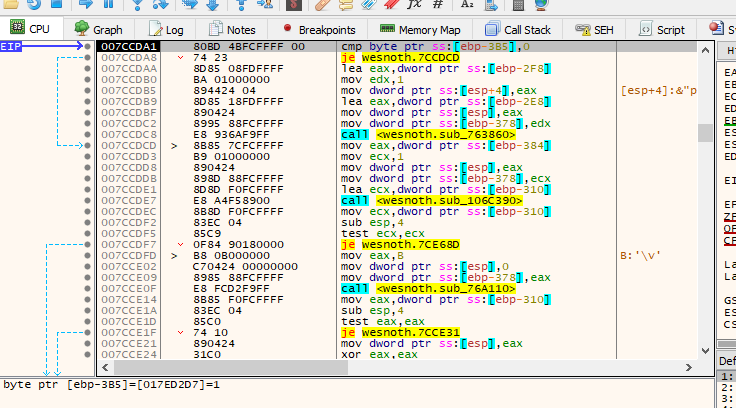 CPU Graph Log Notes Breakpoints Memory Map Call Stack SEH Script
EIP 007CCDA1 80BD 4BFCFFFF 00 cmp byte ptr ss:[ebp-3B5],0
007CCDA8 74 23 je wesnoth.7CCDCD
007CCDAA 8D85 08FDFFFF lea eax,dword ptr ss:[ebp-2F8]
007CCDB0 BA 01000000 mov edx,1
007CCDB5 894424 04 mov dword ptr ss:[esp+4],eax [esp+4]:&"p
007CCDB9 8D85 18FDFFFF lea eax,dword ptr ss:[ebp-2E8]
007CCDBF 890424 mov dword ptr ss:[esp],eax
007CCDC2 8995 88FCFFFF mov dword ptr ss:[ebp-378],edx
007CCDC8 E8 936AF9FF call <wesnoth.sub_763860>
007CCDCD > 8B85 7CFCFFFF mov eax,dword ptr ss:[ebp-384]
007CCDD3 B9 01000000 mov ecx,1
007CCDD8 890424 mov dword ptr ss:[esp],eax
007CCDDB 898D 88FCFFFF mov dword ptr ss:[ebp-378],ecx
007CCDE1 8D8D F0FCFFFF lea ecx,dword ptr ss:[ebp-310]
007CCDE7 E8 A4F58900 call <wesnoth.sub_106C390>
007CCDEC 8B8D F0FCFFFF mov ecx,dword ptr ss:[ebp-310]
007CCDF2 83EC 04 sub esp,4
007CCDF5 85C9 test ecx,ecx
007CCDF7 0F84 90180000 je wesnoth.7CE68D
007CCDFD > B8 0B000000 mov eax,B B:'\v'
007CCE02 C70424 00000000 mov dword ptr ss:[esp],0
007CCE09 8985 88FCFFFF mov dword ptr ss:[ebp-378],eax
007CCE0F E8 FCD2F9FF call <wesnoth.sub_76A110>
007CCE14 8B85 F0FCFFFF mov eax,dword ptr ss:[ebp-310]
007CCE1A 83EC 04 sub esp,4
007CCE1D 85C0 test eax,eax
007CCE1F 74 10 je wesnoth.7CCE31
007CCE21 890424 mov dword ptr ss:[esp],eax
007CCE24 31C0 xor eax,eax
byte ptr [ebp-3B5]=[017ED2D7]=1